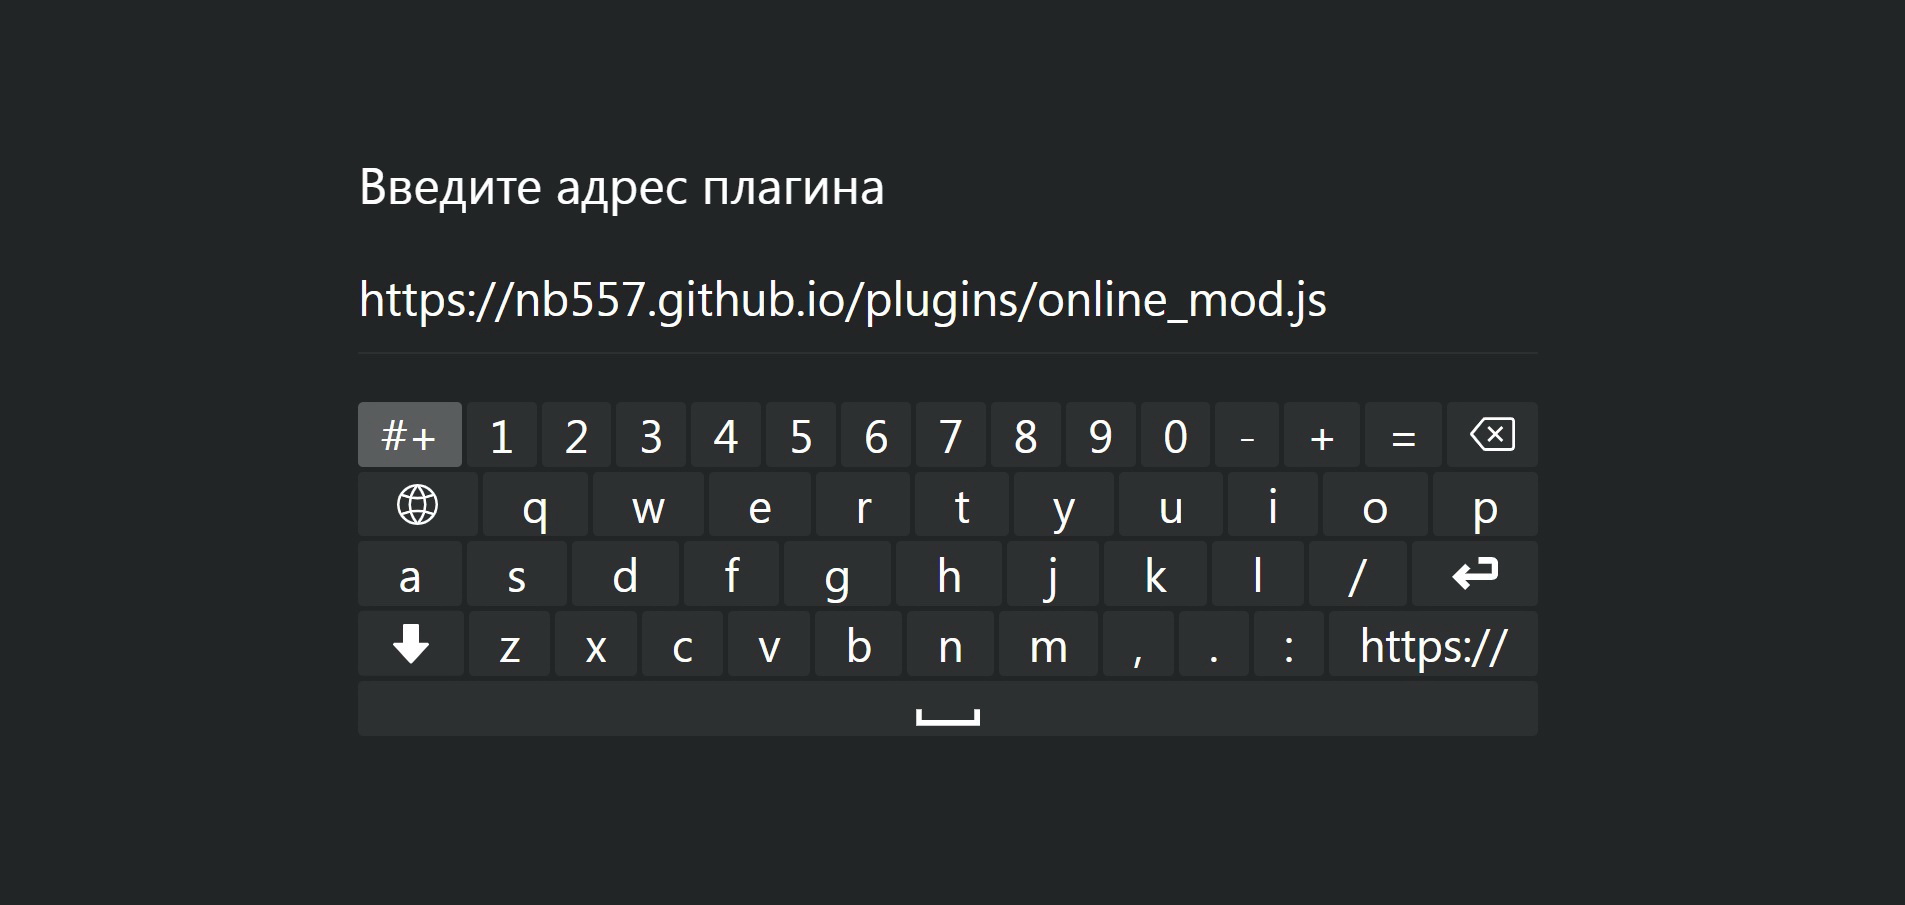 Введите адрес плагина
https://nb557.github.io/plugins/online_mod.js
#+ 1 2 3 4 5 6 7 8 9 0 - + =
q w e r t y u i o p
a s d f g h j k l /
z x c v b n m , . : https://